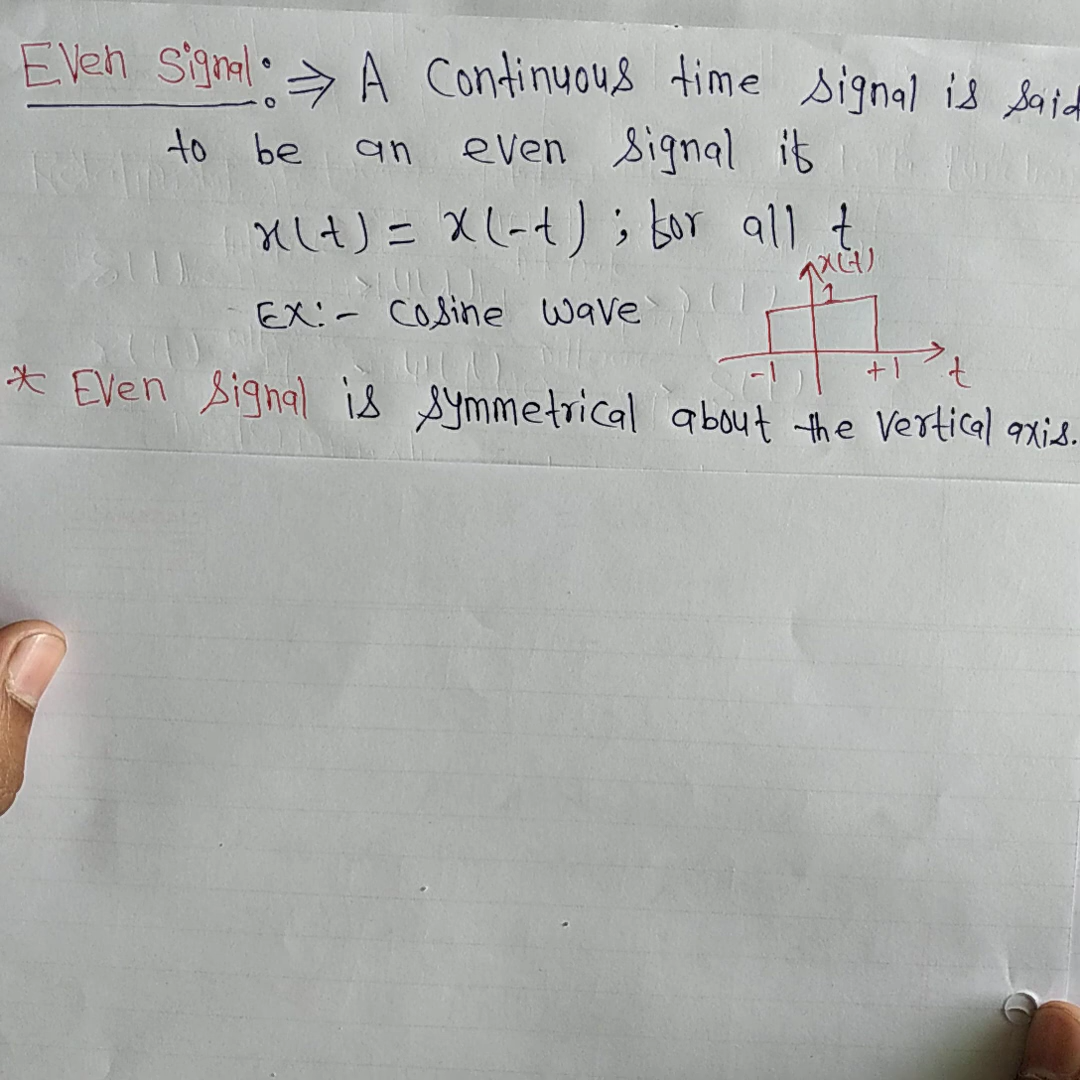 Even Signal :⇒ A Continuous time signal is said
to be an even signal if
x(t) = x(-t) ; for all t
x(t)
1
Ex:- Cosine wave
-1 +1 t
* Even signal is symmetrical about the vertical axis.